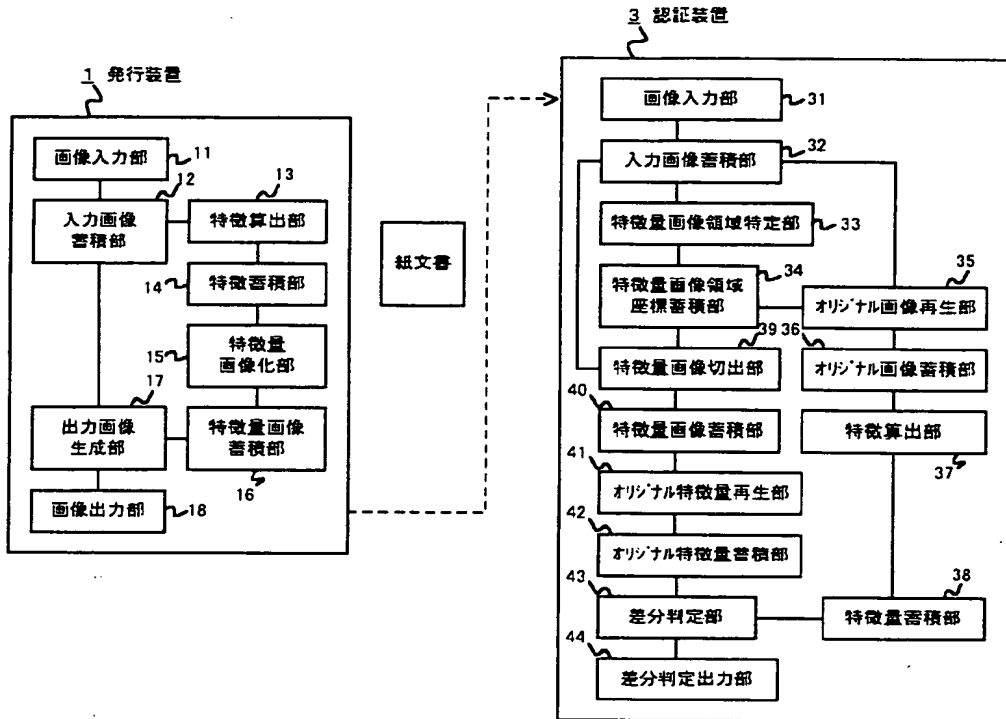 1 発行装置
画像入力部
11
12
入力画像
蓄積部
13
特徴算出部
14
特徴蓄積部
15
特徴量
画像化部
17
出力画像
生成部
特徴量画像
蓄積部
16
画像出力部
18
紙文書
3 認証装置
画像入力部
31
32
入力画像蓄積部
特徴量画像領域特定部
33
34
特徴量画像領域
座標蓄積部
35
オリジナル画像再生部
39
36
特徴量画像切出部
オリジナル画像蓄積部
40
特徴量画像蓄積部
特徴算出部
37
41
オリジナル特徴量再生部
42
オリジナル特徴量蓄積部
43
差分判定部
38
特徴量蓄積部
44
差分判定出力部